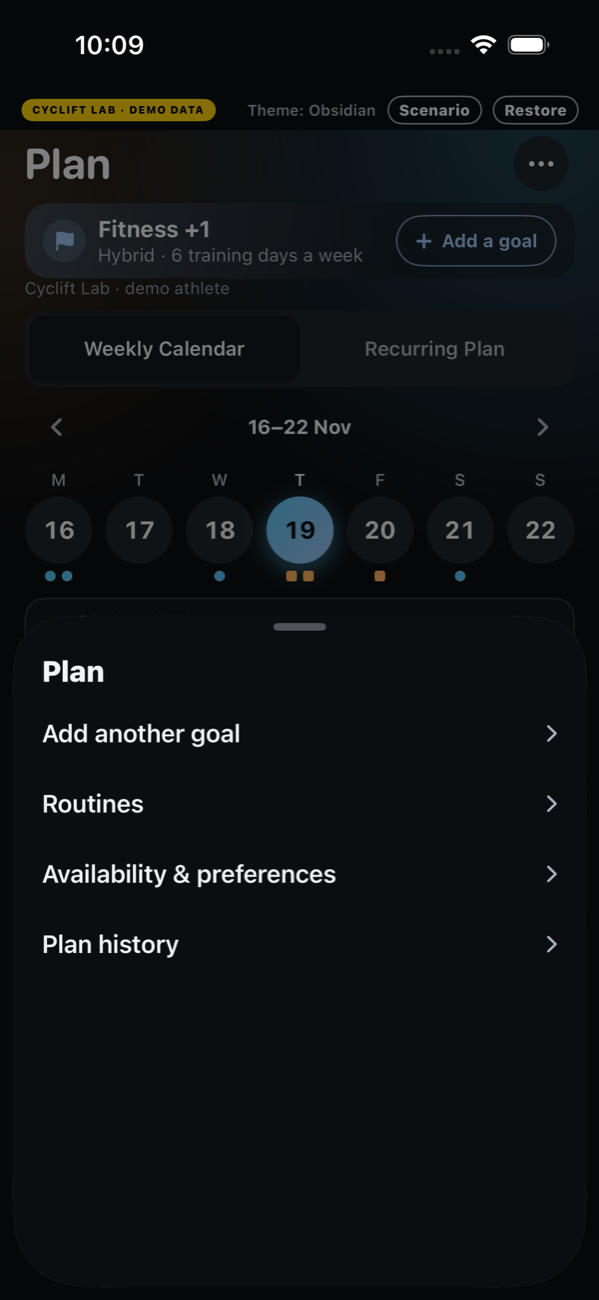 10:09
CYCLIFT LAB · DEMO DATA
Theme: Obsidian
Scenario
Restore
Plan
Fitness +1
Hybrid · 6 training days a week
Add a goal
Cyclift Lab · demo athlete
Weekly Calendar
Recurring Plan
16–22 Nov
M T W T F S S
16 17 18 19 20 21 22
Plan
Add another goal
Routines
Availability & preferences
Plan history